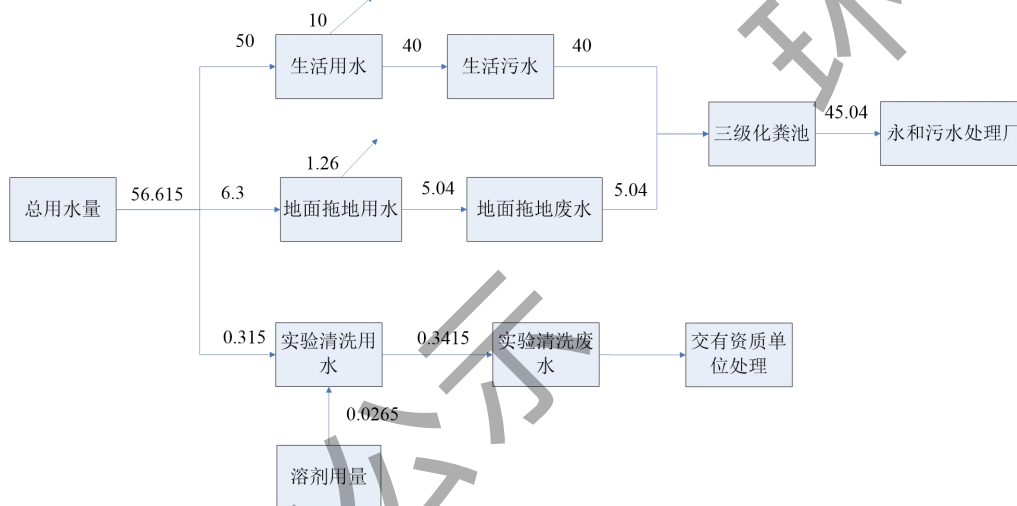 10
50
生活用水
40
生活污水
40
三级化粪池
45.04
永和污水处理厂
总用水量
56.615
6.3
1.26
地面拖地用水
5.04
地面拖地废水
5.04
0.315
实验清洗用
水
0.3415
实验清洗废
水
交有资质单
位处理
0.0265
溶剂用量
环
公示